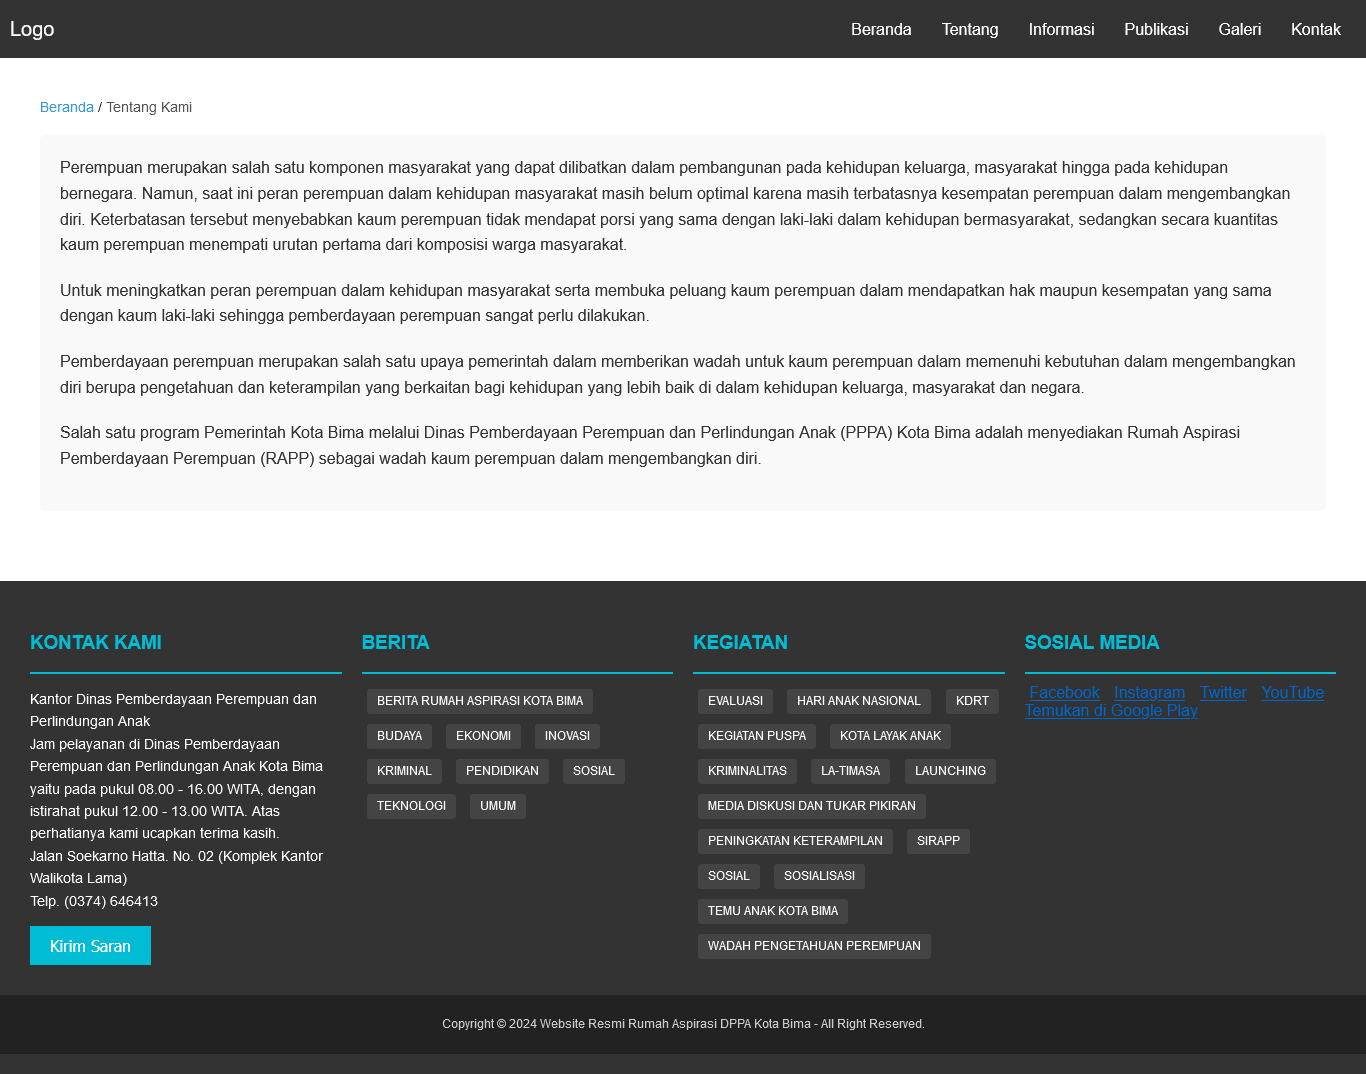 Logo
Beranda Tentang Informasi Publikasi Galeri Kontak
Beranda / Tentang Kami
Perempuan merupakan salah satu komponen masyarakat yang dapat dilibatkan dalam pembangunan pada kehidupan keluarga, masyarakat hingga pada kehidupan
bernegara. Namun, saat ini peran perempuan dalam kehidupan masyarakat masih belum optimal karena masih terbatasnya kesempatan perempuan dalam mengembangkan
diri. Keterbatasan tersebut menyebabkan kaum perempuan tidak mendapat porsi yang sama dengan laki-laki dalam kehidupan bermasyarakat, sedangkan secara kuantitas
kaum perempuan menempati urutan pertama dari komposisi warga masyarakat.
Untuk meningkatkan peran perempuan dalam kehidupan masyarakat serta membuka peluang kaum perempuan dalam mendapatkan hak maupun kesempatan yang sama
dengan kaum laki-laki sehingga pemberdayaan perempuan sangat perlu dilakukan.
Pemberdayaan perempuan merupakan salah satu upaya pemerintah dalam memberikan wadah untuk kaum perempuan dalam memenuhi kebutuhan dalam mengembangkan
diri berupa pengetahuan dan keterampilan yang berkaitan bagi kehidupan yang lebih baik di dalam kehidupan keluarga, masyarakat dan negara.
Salah satu program Pemerintah Kota Bima melalui Dinas Pemberdayaan Perempuan dan Perlindungan Anak (PPPA) Kota Bima adalah menyediakan Rumah Aspirasi
Pemberdayaan Perempuan (RAPP) sebagai wadah kaum perempuan dalam mengembangkan diri.
KONTAK KAMI
Kantor Dinas Pemberdayaan Perempuan dan
Perlindungan Anak
Jam pelayanan di Dinas Pemberdayaan
Perempuan dan Perlindungan Anak Kota Bima
yaitu pada pukul 08.00 - 16.00 WITA, dengan
istirahat pukul 12.00 - 13.00 WITA. Atas
perhatianya kami ucapkan terima kasih.
Jalan Soekarno Hatta. No. 02 (Komplek Kantor
Walikota Lama)
Telp. (0374) 646413
Kirim Saran
BERITA
BERITA RUMAH ASPIRASI KOTA BIMA
BUDAYA EKONOMI INOVASI
KRIMINAL PENDIDIKAN SOSIAL
TEKNOLOGI UMUM
KEGIATAN
EVALUASI HARI ANAK NASIONAL KDRT
KEGIATAN PUSPA KOTA LAYAK ANAK
KRIMINALITAS LA-TIMASA LAUNCHING
MEDIA DISKUSI DAN TUKAR PIKIRAN
PENINGKATAN KETERAMPILAN SIRAPP
SOSIAL SOSIALISASI
TEMU ANAK KOTA BIMA
WADAH PENGETAHUAN PEREMPUAN
SOSIAL MEDIA
Facebook Instagram Twitter YouTube
Temukan di Google Play
Copyright © 2024 Website Resmi Rumah Aspirasi DPPA Kota Bima - All Right Reserved.